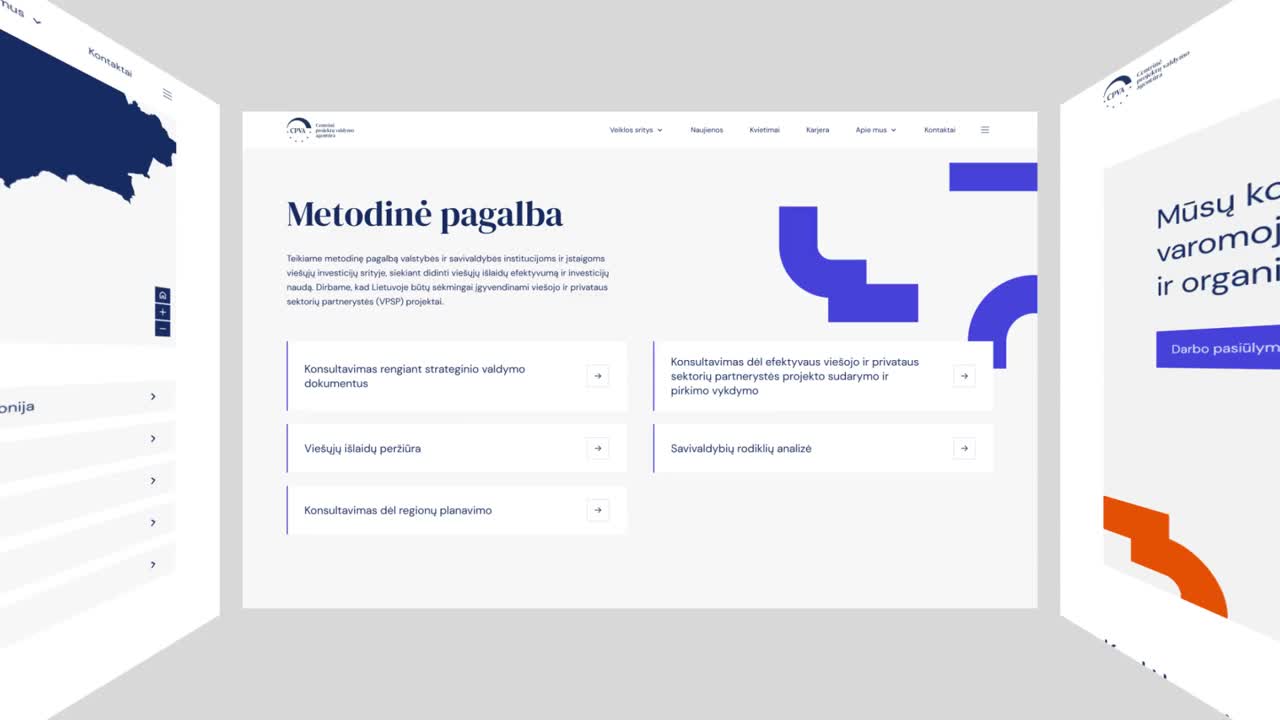 mus
Kontaktai
onija
CPVA
Centrinė
projektų valdymo
agentūra
Veiklos sritys
Naujienos
Kvietimai
Karjera
Apie mus
Kontaktai
Metodinė pagalba
Teikiame metodinę pagalbą valstybės ir savivaldybės institucijoms ir įstaigoms
viešųjų investicijų srityje, siekiant didinti viešųjų išlaidų efektyvumą ir investicijų
naudą. Dirbame, kad Lietuvoje būtų sėkmingai įgyvendinami viešojo ir privataus
sektorių partnerystės (VPSP) projektai.
Konsultavimas rengiant strateginio valdymo
dokumentus
Konsultavimas dėl efektyvaus viešojo ir privataus
sektorių partnerystės projekto sudarymo ir
pirkimo vykdymo
Viešųjų išlaidų peržiūra
Savivaldybių rodiklių analizė
Konsultavimas dėl regionų planavimo
CPVA
Centrinė
projektų valdymo
agentūra
Mūsų ko
varomoj
ir organi
Darbo pasiūlym